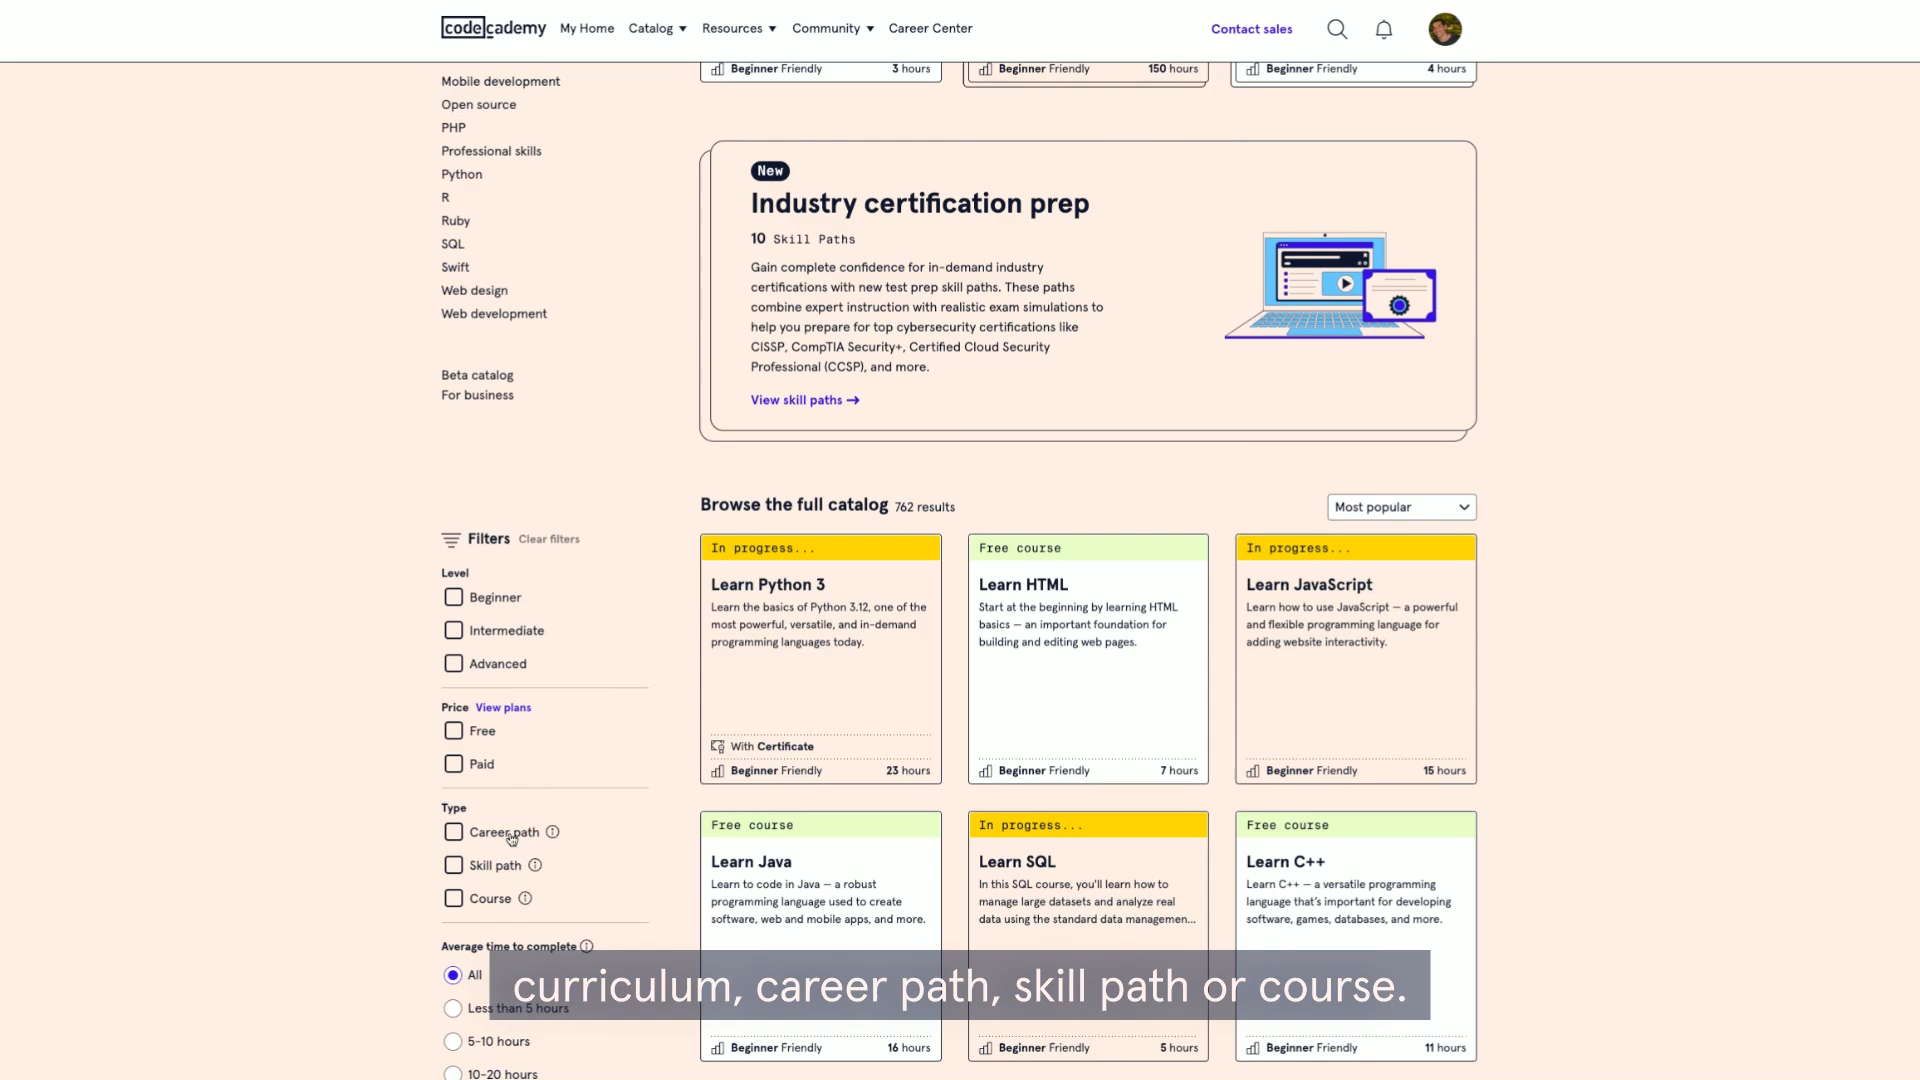 codecademy My Home Catalog Resources Community Career Center Contact sales
Mobile development
Open source
PHP
Professional skills
Python
R
Ruby
SQL
Swift
Web design
Web development
Beta catalog
For business
Beginner Friendly 3 hours
Beginner Friendly 150 hours
Beginner Friendly 4 hours
New
Industry certification prep
10 Skill Paths
Gain complete confidence for in-demand industry
certifications with new test prep skill paths. These paths
combine expert instruction with realistic exam simulations to
help you prepare for top cybersecurity certifications like
CISSP, CompTIA Security+, Certified Cloud Security
Professional (CCSP), and more.
View skill paths →
Browse the full catalog 762 results
Most popular
Filters Clear filters
Level
Beginner
Intermediate
Advanced
Price View plans
Free
Paid
Type
Career path
Skill path
Course
Average time to complete
All
Less than 5 hours
5-10 hours
10-20 hours
In progress...
Learn Python 3
Learn the basics of Python 3.12, one of the
most powerful, versatile, and in-demand
programming languages today.
With Certificate
Beginner Friendly 23 hours
Free course
Learn HTML
Start at the beginning by learning HTML
basics — an important foundation for
building and editing web pages.
Beginner Friendly 7 hours
In progress...
Learn JavaScript
Learn how to use JavaScript — a powerful
and flexible programming language for
adding website interactivity.
Beginner Friendly 15 hours
Free course
Learn Java
Learn to code in Java — a robust
programming language used to create
software, web and mobile apps, and more.
Beginner Friendly 16 hours
In progress...
Learn SQL
In this SQL course, you'll learn how to
manage large datasets and analyze real
data using the standard data managemen...
Beginner Friendly 5 hours
Free course
Learn C++
Learn C++ — a versatile programming
language that's important for developing
software, games, databases, and more.
Beginner Friendly 11 hours
curriculum, career path, skill path or course.